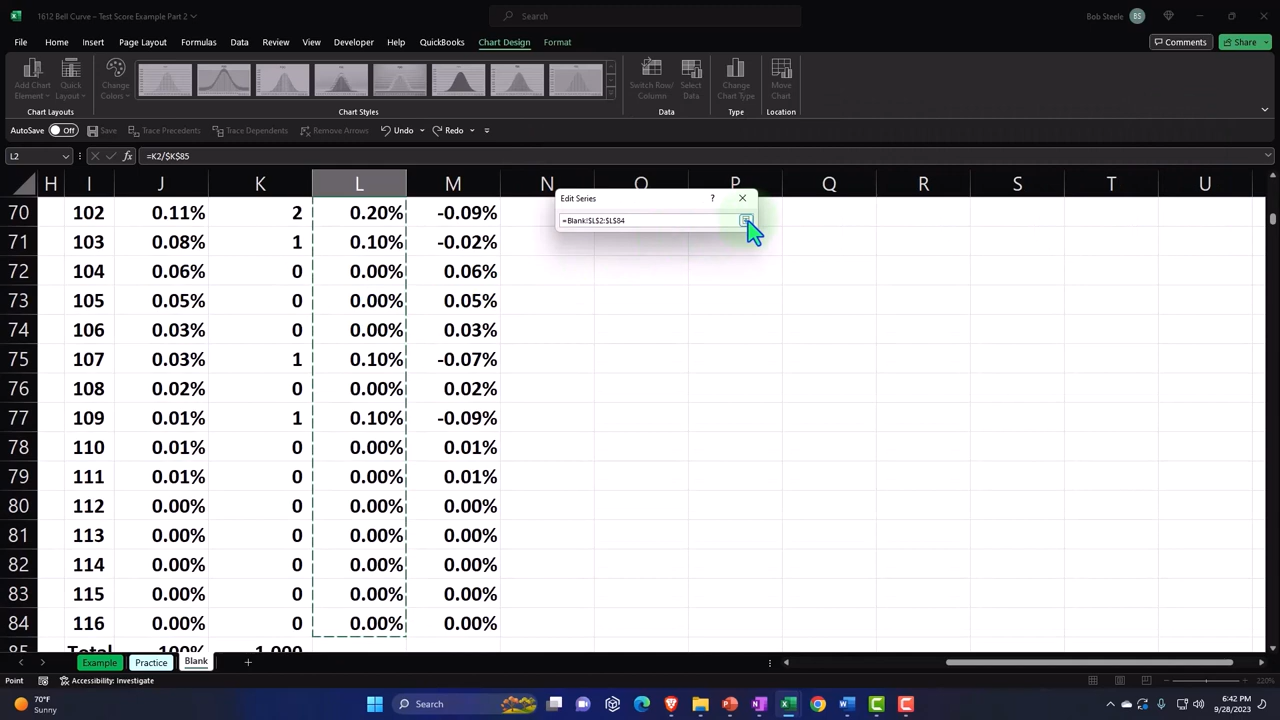 1612 Bell Curve – Test Score Example Part 2
Search
Bob Steele BS
File Home Insert Page Layout Formulas Data Review View Developer Help QuickBooks Chart Design Format Comments Share
Add Chart Element Quick Layout Change Colors Switch Row/ Column Select Data Change Chart Type Move Chart
Chart Layouts Chart Styles Data Type Location
AutoSave Off Save Trace Precedents Trace Dependents Remove Arrows Undo Redo
L2 fx =K2/$K$85
H I J K L M N O P Q R S T U
Edit Series ?
=Blank!$L$2:$L$84
70 102 0.11% 2 0.20% -0.09%
71 103 0.08% 1 0.10% -0.02%
72 104 0.06% 0 0.00% 0.06%
73 105 0.05% 0 0.00% 0.05%
74 106 0.03% 0 0.00% 0.03%
75 107 0.03% 1 0.10% -0.07%
76 108 0.02% 0 0.00% 0.02%
77 109 0.01% 1 0.10% -0.09%
78 110 0.01% 0 0.00% 0.01%
79 111 0.01% 0 0.00% 0.01%
80 112 0.00% 0 0.00% 0.00%
81 113 0.00% 0 0.00% 0.00%
82 114 0.00% 0 0.00% 0.00%
83 115 0.00% 0 0.00% 0.00%
84 116 0.00% 0 0.00% 0.00%
85 Total 100% 1,000
Example Practice Blank
Point Accessibility: Investigate 220%
70°F
Sunny
Search
6:42 PM
9/28/2023